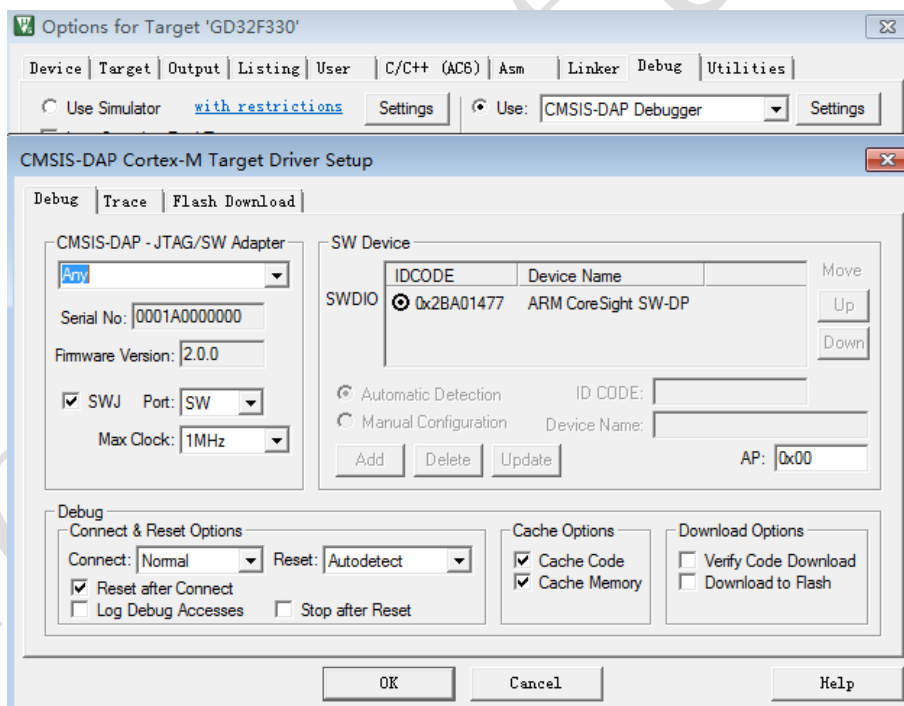 Options for Target 'GD32F330'
Device Target Output Listing User C/C++ (AC6) Asm Linker Debug Utilities
Use Simulator with restrictions Settings Use: CMSIS-DAP Debugger Settings
CMSIS-DAP Cortex-M Target Driver Setup
Debug Trace Flash Download
CMSIS-DAP - JTAG/SW Adapter
Any
Serial No: 0001A0000000
Firmware Version: 2.0.0
SWJ Port: SW
Max Clock: 1MHz
SW Device
IDCODE Device Name
SWDIO 0x2BA01477 ARM CoreSight SW-DP
Move
Up
Down
Automatic Detection ID CODE:
Manual Configuration Device Name:
Add Delete Update AP: 0x00
Debug
Connect & Reset Options
Connect: Normal Reset: Autodetect
Reset after Connect
Log Debug Accesses Stop after Reset
Cache Options
Cache Code
Cache Memory
Download Options
Verify Code Download
Download to Flash
OK Cancel Help